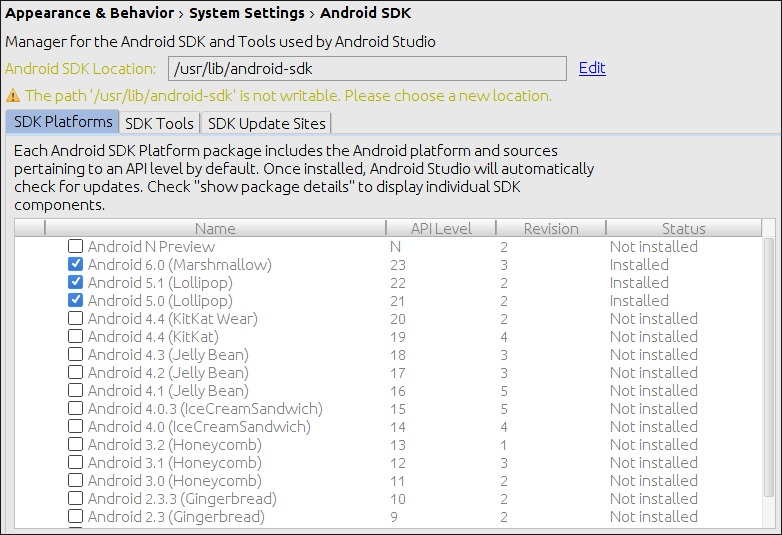 Appearance & Behavior › System Settings › Android SDK
Manager for the Android SDK and Tools used by Android Studio
Android SDK Location: /usr/lib/android-sdk Edit
The path '/usr/lib/android-sdk' is not writable. Please choose a new location.
SDK Platforms SDK Tools SDK Update Sites
Each Android SDK Platform package includes the Android platform and sources
pertaining to an API level by default. Once installed, Android Studio will automatically
check for updates. Check "show package details" to display individual SDK
components.
Name API Level Revision Status
Android N Preview N 2 Not installed
Android 6.0 (Marshmallow) 23 3 Installed
Android 5.1 (Lollipop) 22 2 Installed
Android 5.0 (Lollipop) 21 2 Installed
Android 4.4 (KitKat Wear) 20 2 Not installed
Android 4.4 (KitKat) 19 4 Not installed
Android 4.3 (Jelly Bean) 18 3 Not installed
Android 4.2 (Jelly Bean) 17 3 Not installed
Android 4.1 (Jelly Bean) 16 5 Not installed
Android 4.0.3 (IceCreamSandwich) 15 5 Not installed
Android 4.0 (IceCreamSandwich) 14 4 Not installed
Android 3.2 (Honeycomb) 13 1 Not installed
Android 3.1 (Honeycomb) 12 3 Not installed
Android 3.0 (Honeycomb) 11 2 Not installed
Android 2.3.3 (Gingerbread) 10 2 Not installed
Android 2.3 (Gingerbread) 9 2 Not installed